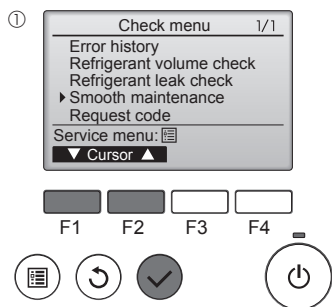 ①
Check menu 1/1
Error history
Refrigerant volume check
Refrigerant leak check
Smooth maintenance
Request code
Service menu:
▼ Cursor ▲
F1 F2 F3 F4